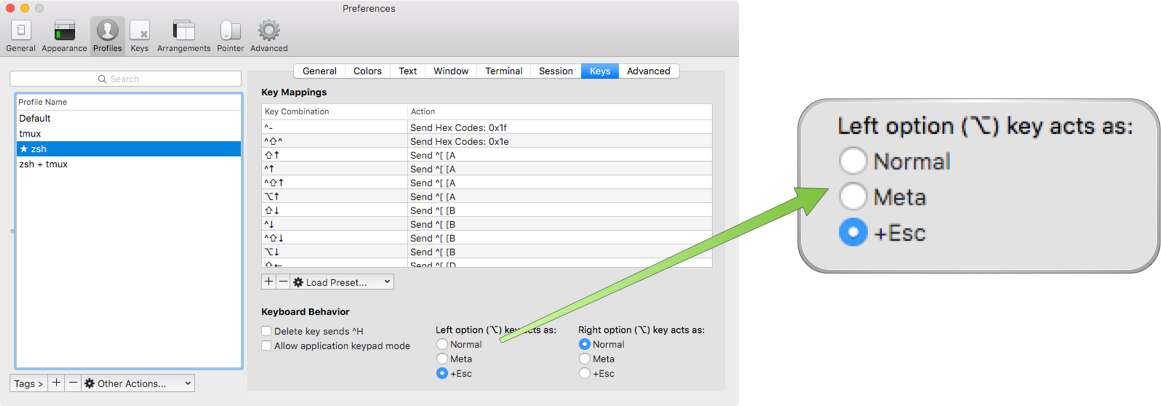 Preferences
General Appearance Profiles Keys Arrangements Pointer Advanced
Search
Profile Name
Default
tmux
★ zsh
zsh + tmux
Tags > + − Other Actions...
General Colors Text Window Terminal Session Keys Advanced
Key Mappings
Key Combination Action
^- Send Hex Codes: 0x1f
^⇧^ Send Hex Codes: 0x1e
⇧↑ Send ^[ [A
^↑ Send ^[ [A
^⇧↑ Send ^[ [A
⌥↑ Send ^[ [A
⇧↓ Send ^[ [B
^↓ Send ^[ [B
^⇧↓ Send ^[ [B
⌥↓ Send ^[ [B
⇧← Send ^[ [D
+ − Load Preset...
Keyboard Behavior
Delete key sends ^H
Allow application keypad mode
Left option (⌥) key acts as:
Normal
Meta
+Esc
Right option (⌥) key acts as:
Normal
Meta
+Esc
Left option (⌥) key acts as:
Normal
Meta
+Esc